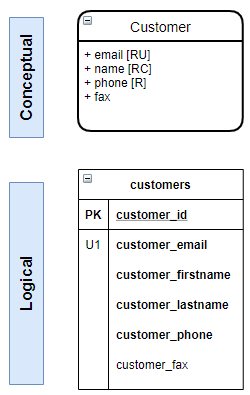 Conceptual
Customer
+ email [RU]
+ name [RC]
+ phone [R]
+ fax
Logical
customers
PK customer_id
U1 customer_email
customer_firstname
customer_lastname
customer_phone
customer_fax